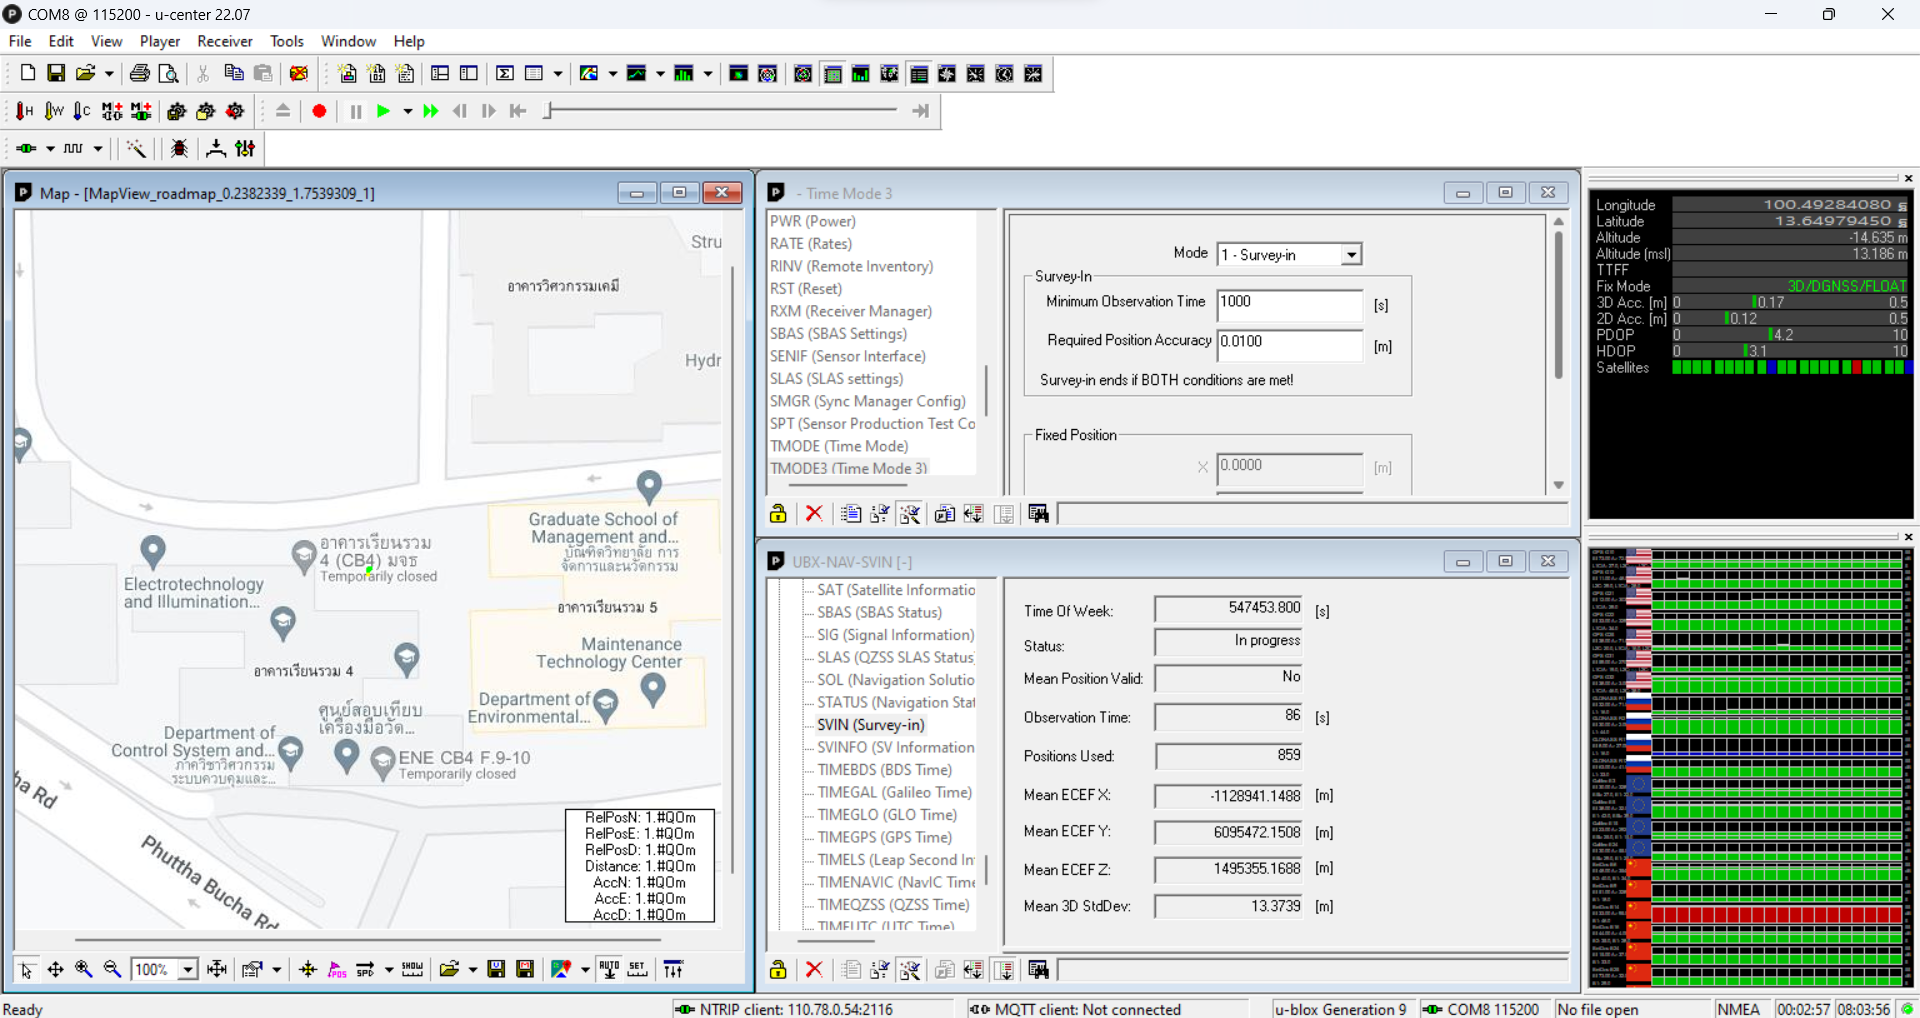 COM8 @ 115200 - u-center 22.07
File Edit View Player Receiver Tools Window Help
Map - [MapView_roadmap_0.2382339_1.7539309_1]
Stru
อาคารวิศวกรรมเคมี
Hydr
Graduate School of
Management and...
บัณฑิตวิทยาลัย การ
จัดการและนวัตกรรม
อาคารเรียนรวม
4 (CB4) มจธ
Temporarily closed
Electrotechnology
and Illumination...
อาคารเรียนรวม 5
Maintenance
Technology Center
อาคารเรียนรวม 4
Department of
Environmental...
ศูนย์สอบเทียบ
เครื่องมือวัด...
Department of
Control System and...
ภาควิชาวิศวกรรม
ระบบควบคุมและ...
ENE CB4 F.9-10
Temporarily closed
ha Rd
Phuttha Bucha Rd
RelPosN: 1.#QOm
RelPosE: 1.#QOm
RelPosD: 1.#QOm
Distance: 1.#QOm
AccN: 1.#QOm
AccE: 1.#QOm
AccD: 1.#QOm
100%
- Time Mode 3
PWR (Power)
RATE (Rates)
RINV (Remote Inventory)
RST (Reset)
RXM (Receiver Manager)
SBAS (SBAS Settings)
SENIF (Sensor Interface)
SLAS (SLAS settings)
SMGR (Sync Manager Config)
SPT (Sensor Production Test Co
TMODE (Time Mode)
TMODE3 (Time Mode 3)
Mode 1 - Survey-in
Survey-In
Minimum Observation Time 1000 [s]
Required Position Accuracy 0.0100 [m]
Survey-in ends if BOTH conditions are met!
Fixed Position
X 0.0000 [m]
UBX-NAV-SVIN [-]
SAT (Satellite Informatio
SBAS (SBAS Status)
SIG (Signal Information)
SLAS (QZSS SLAS Status
SOL (Navigation Solutio
STATUS (Navigation Stat
SVIN (Survey-in)
SVINFO (SV Information
TIMEBDS (BDS Time)
TIMEGAL (Galileo Time)
TIMEGLO (GLO Time)
TIMEGPS (GPS Time)
TIMELS (Leap Second In
TIMENAVIC (NavIC Time
TIMEQZSS (QZSS Time)
TIMEUTC (UTC Time)
Time Of Week: 547453.800 [s]
Status: In progress
Mean Position Valid: No
Observation Time: 86 [s]
Positions Used: 859
Mean ECEF X: -1128941.1488 [m]
Mean ECEF Y: 6095472.1508 [m]
Mean ECEF Z: 1495355.1688 [m]
Mean 3D StdDev: 13.3739 [m]
Longitude 100.49284080
Latitude 13.64979450
Altitude -14.635 m
Altitude (msl) 13.186 m
TTFF
Fix Mode 3D/DGNSS/FLOAT
3D Acc. [m] 0 0.17 0.5
2D Acc. [m] 0 0.12 0.5
PDOP 0 4.2 10
HDOP 0 3.1 10
Satellites
Ready
NTRIP client: 110.78.0.54:2116
MQTT client: Not connected
u-blox Generation 9
COM8 115200
No file open
NMEA
00:02:57
08:03:56